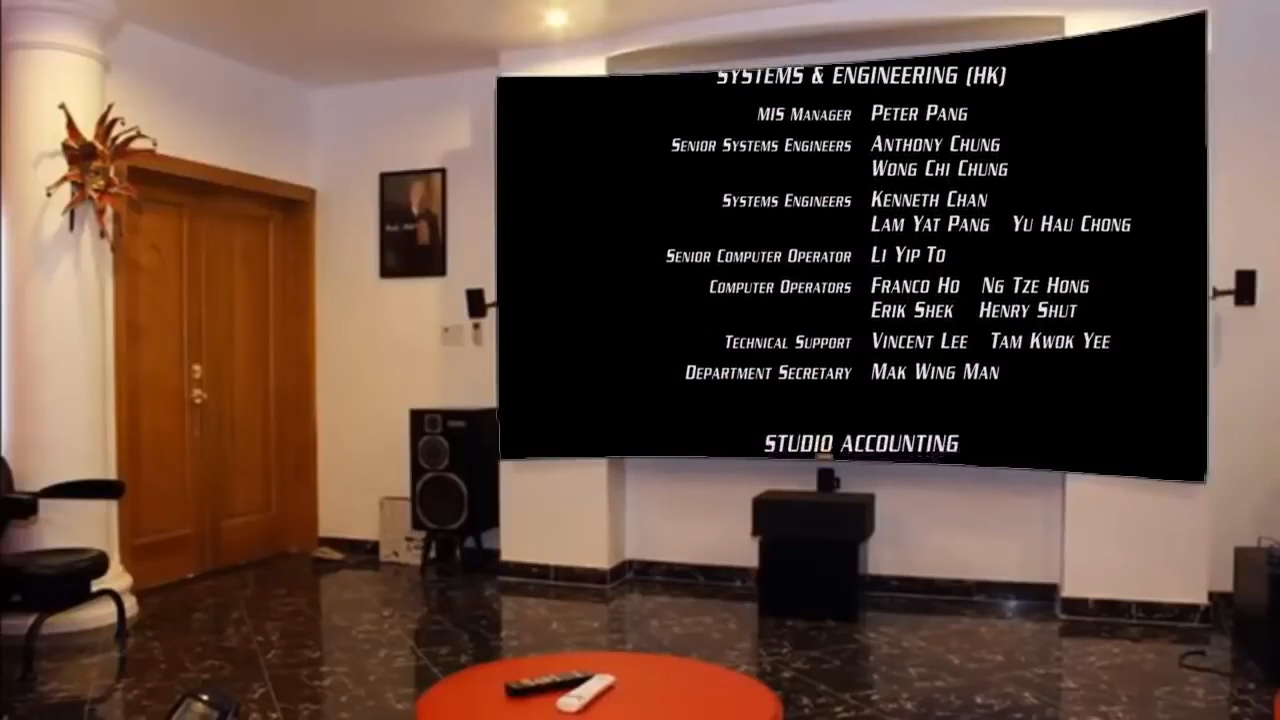 SYSTEMS & ENGINEERING (HK)
MIS MANAGER PETER PANG
SENIOR SYSTEMS ENGINEERS ANTHONY CHUNG
WONG CHI CHUNG
SYSTEMS ENGINEERS KENNETH CHAN
LAM YAT PANG YU HAU CHONG
SENIOR COMPUTER OPERATOR LI YIP TO
COMPUTER OPERATORS FRANCO HO NG TZE HONG
ERIK SHEK HENRY SHUT
TECHNICAL SUPPORT VINCENT LEE TAM KWOK YEE
DEPARTMENT SECRETARY MAK WING MAN
STUDIO ACCOUNTING